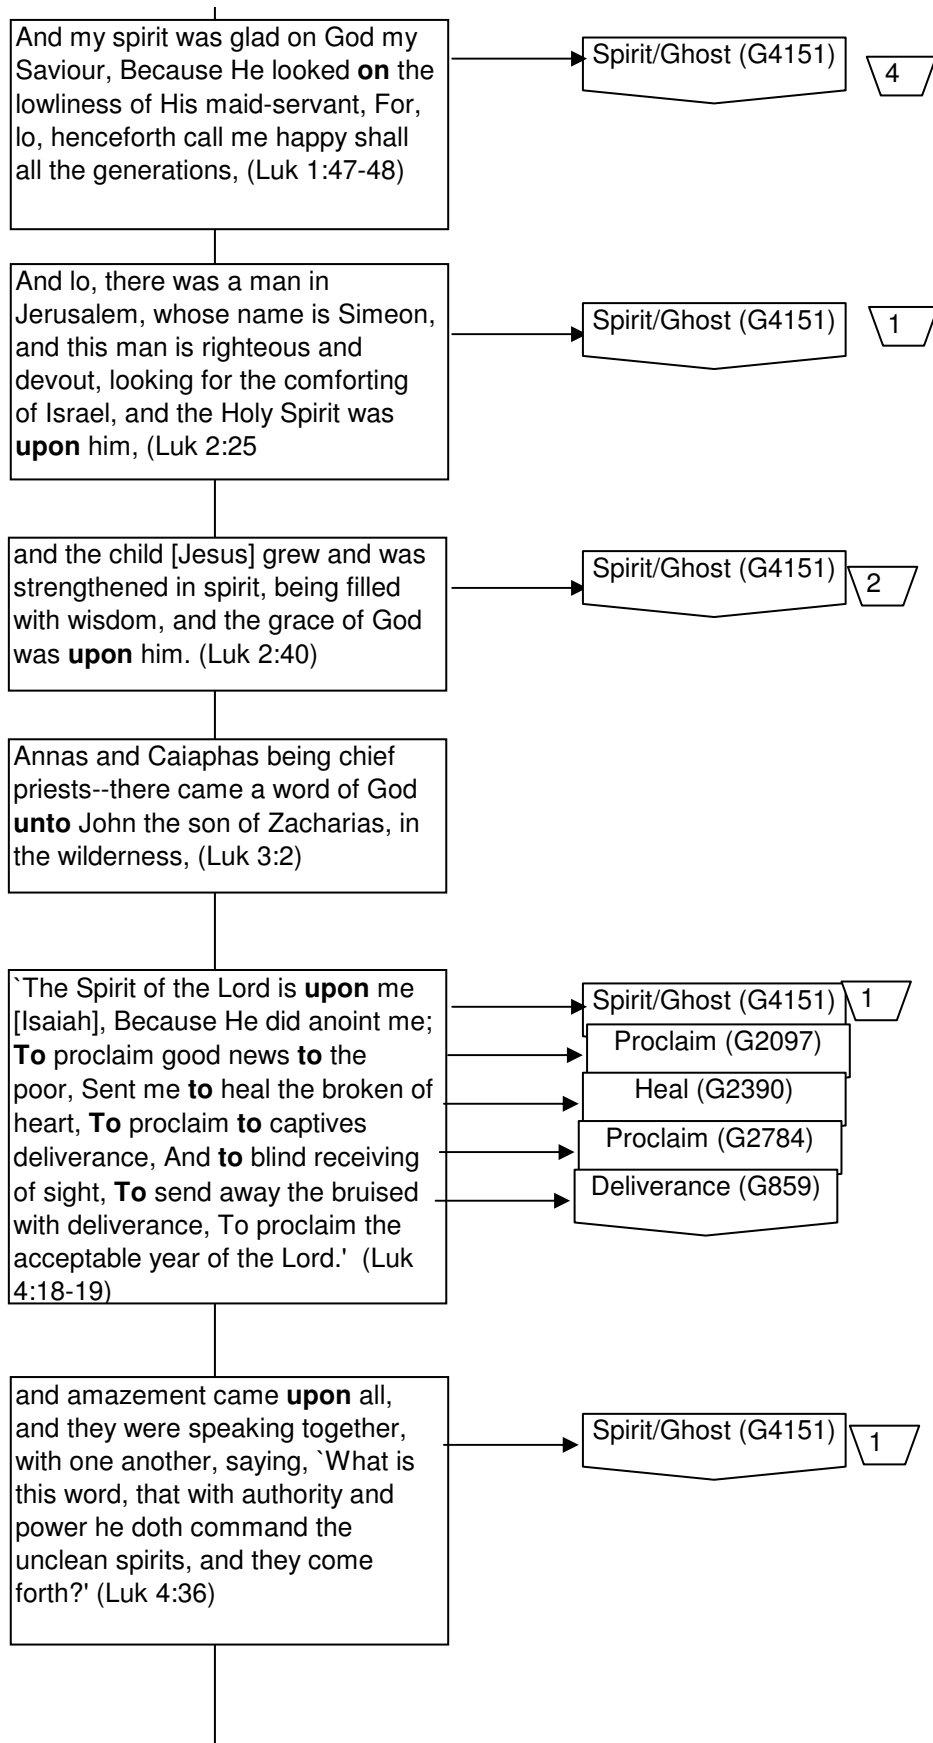 And my spirit was glad on God my
Saviour, Because He looked on the
lowliness of His maid-servant, For,
lo, henceforth call me happy shall
all the generations, (Luk 1:47-48)
Spirit/Ghost (G4151)
4
And lo, there was a man in
Jerusalem, whose name is Simeon,
and this man is righteous and
devout, looking for the comforting
of Israel, and the Holy Spirit was
upon him, (Luk 2:25
Spirit/Ghost (G4151)
1
and the child [Jesus] grew and was
strengthened in spirit, being filled
with wisdom, and the grace of God
was upon him. (Luk 2:40)
Spirit/Ghost (G4151)
2
Annas and Caiaphas being chief
priests--there came a word of God
unto John the son of Zacharias, in
the wilderness, (Luk 3:2)
`The Spirit of the Lord is upon me
[Isaiah], Because He did anoint me;
To proclaim good news to the
poor, Sent me to heal the broken of
heart, To proclaim to captives
deliverance, And to blind receiving
of sight, To send away the bruised
with deliverance, To proclaim the
acceptable year of the Lord.' (Luk
4:18-19)
Spirit/Ghost (G4151)
1
Proclaim (G2097)
Heal (G2390)
Proclaim (G2784)
Deliverance (G859)
and amazement came upon all,
and they were speaking together,
with one another, saying, `What is
this word, that with authority and
power he doth command the
unclean spirits, and they come
forth?' (Luk 4:36)
Spirit/Ghost (G4151)
1